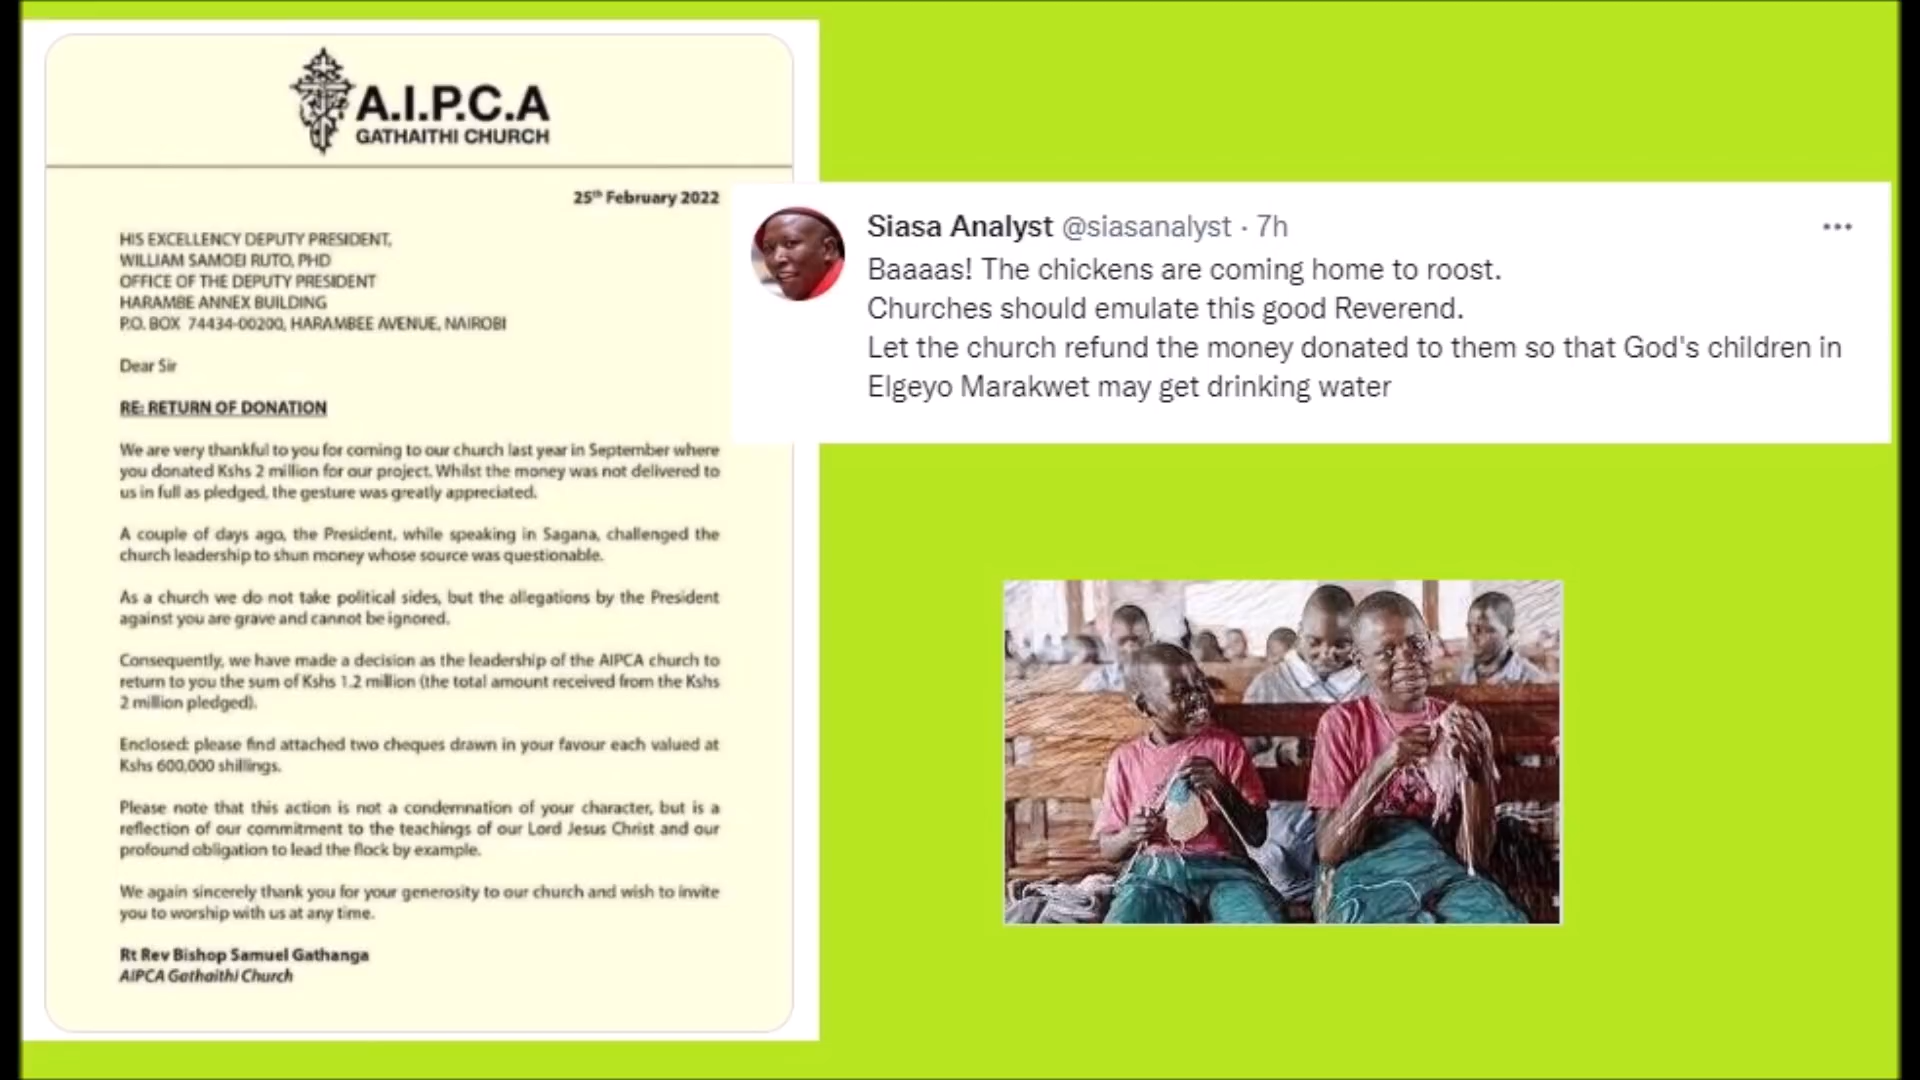 A.I.P.C.A
GATHAITHI CHURCH
25th February 2022
HIS EXCELLENCY DEPUTY PRESIDENT,
WILLIAM SAMOEI RUTO, PHD
OFFICE OF THE DEPUTY PRESIDENT
HARAMBE ANNEX BUILDING
P.O. BOX 74434-00200, HARAMBEE AVENUE, NAIROBI
Dear Sir
RE: RETURN OF DONATION
We are very thankful to you for coming to our church last year in September where
you donated Kshs 2 million for our project. Whilst the money was not delivered to
us in full as pledged, the gesture was greatly appreciated.
A couple of days ago, the President, while speaking in Sagana, challenged the
church leadership to shun money whose source was questionable.
As a church we do not take political sides, but the allegations by the President
against you are grave and cannot be ignored.
Consequently, we have made a decision as the leadership of the AIPCA church to
return to you the sum of Kshs 1.2 million (the total amount received from the Kshs
2 million pledged).
Enclosed: please find attached two cheques drawn in your favour each valued at
Kshs 600,000 shillings.
Please note that this action is not a condemnation of your character, but is a
reflection of our commitment to the teachings of our Lord Jesus Christ and our
profound obligation to lead the flock by example.
We again sincerely thank you for your generosity to our church and wish to invite
you to worship with us at any time.
Rt Rev Bishop Samuel Gathanga
AIPCA Gathaithi Church
Siasa Analyst @siasanalyst · 7h
Baaaas! The chickens are coming home to roost.
Churches should emulate this good Reverend.
Let the church refund the money donated to them so that God's children in
Elgeyo Marakwet may get drinking water